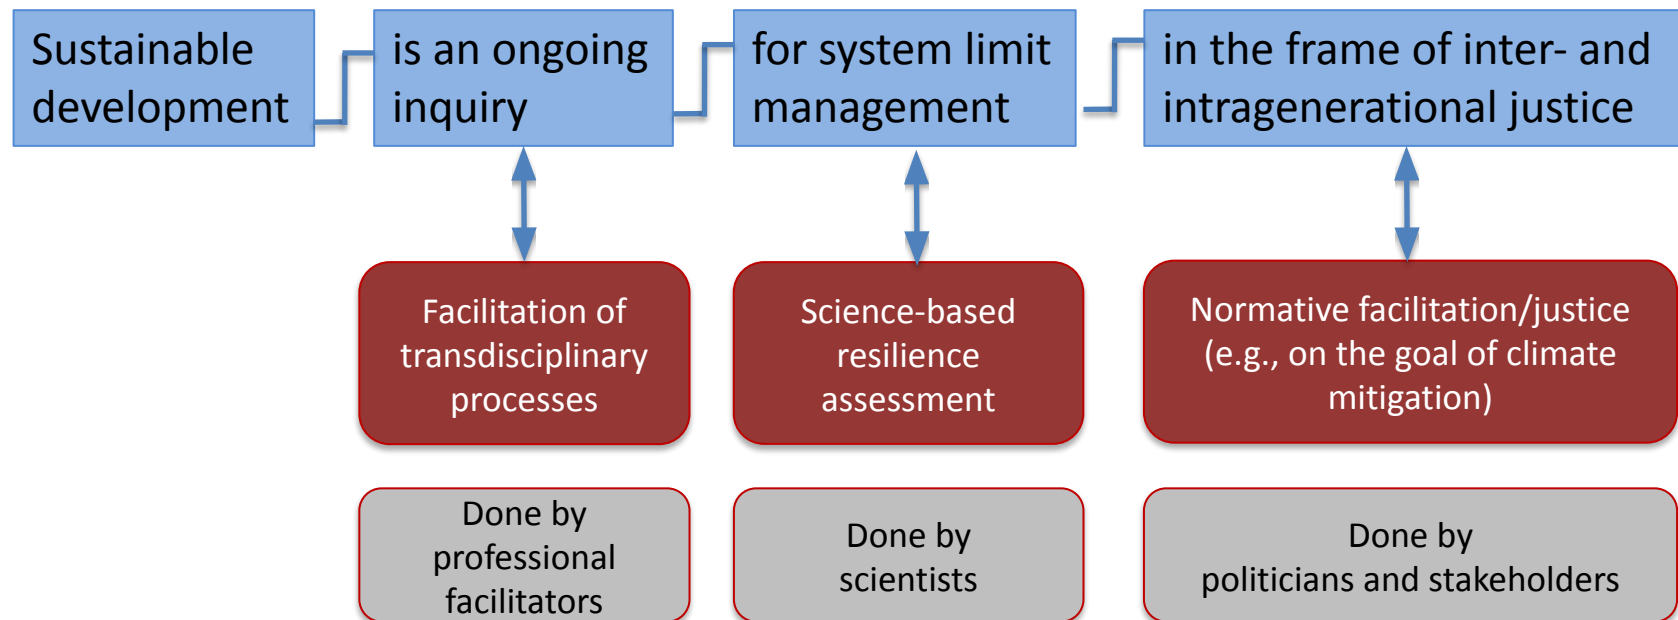 Sustainable
development
is an ongoing
inquiry
for system limit
management
in the frame of inter- and
intragenerational justice
Facilitation of
transdisciplinary
processes
Science-based
resilience
assessment
Normative facilitation/justice
(e.g., on the goal of climate
mitigation)
Done by
professional
facilitators
Done by
scientists
Done by
politicians and stakeholders